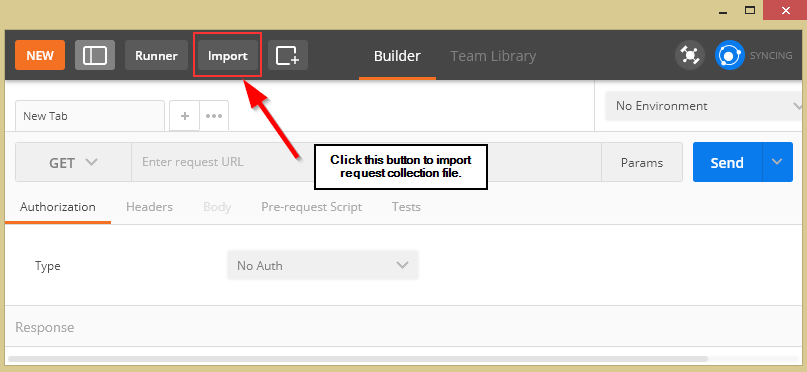 NEW Runner Import Builder Team Library SYNCING
New Tab + ••• No Environment
GET Enter request URL Params Send
Click this button to import
request collection file.
Authorization Headers Body Pre-request Script Tests
Type No Auth
Response